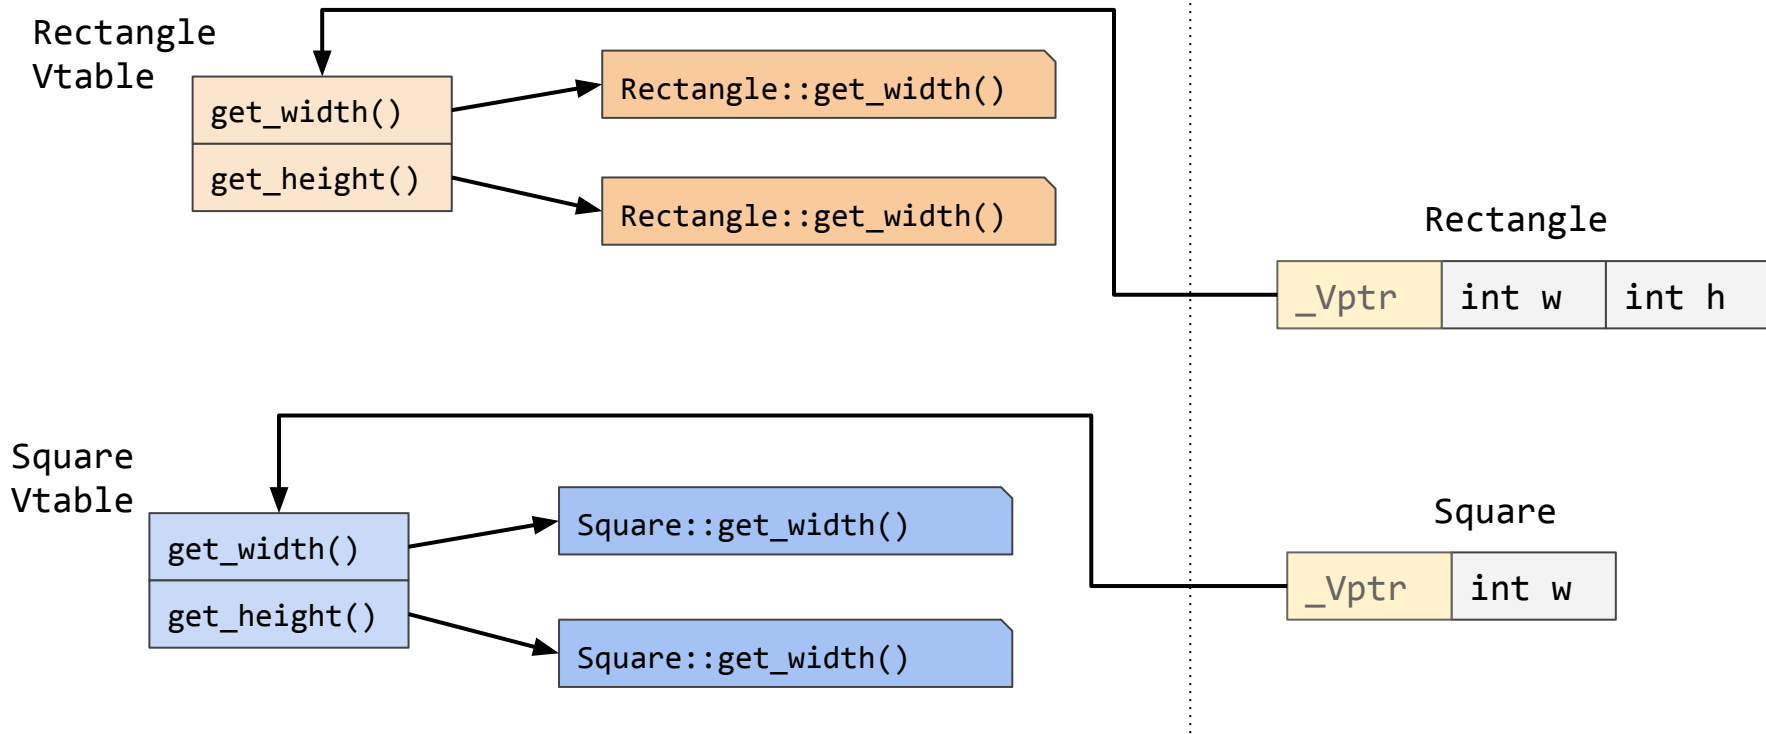 Rectangle
Vtable
get_width()
get_height()
Rectangle::get_width()
Rectangle::get_width()
Rectangle
_Vptr
int w
int h
Square
Vtable
get_width()
get_height()
Square::get_width()
Square::get_width()
Square
_Vptr
int w